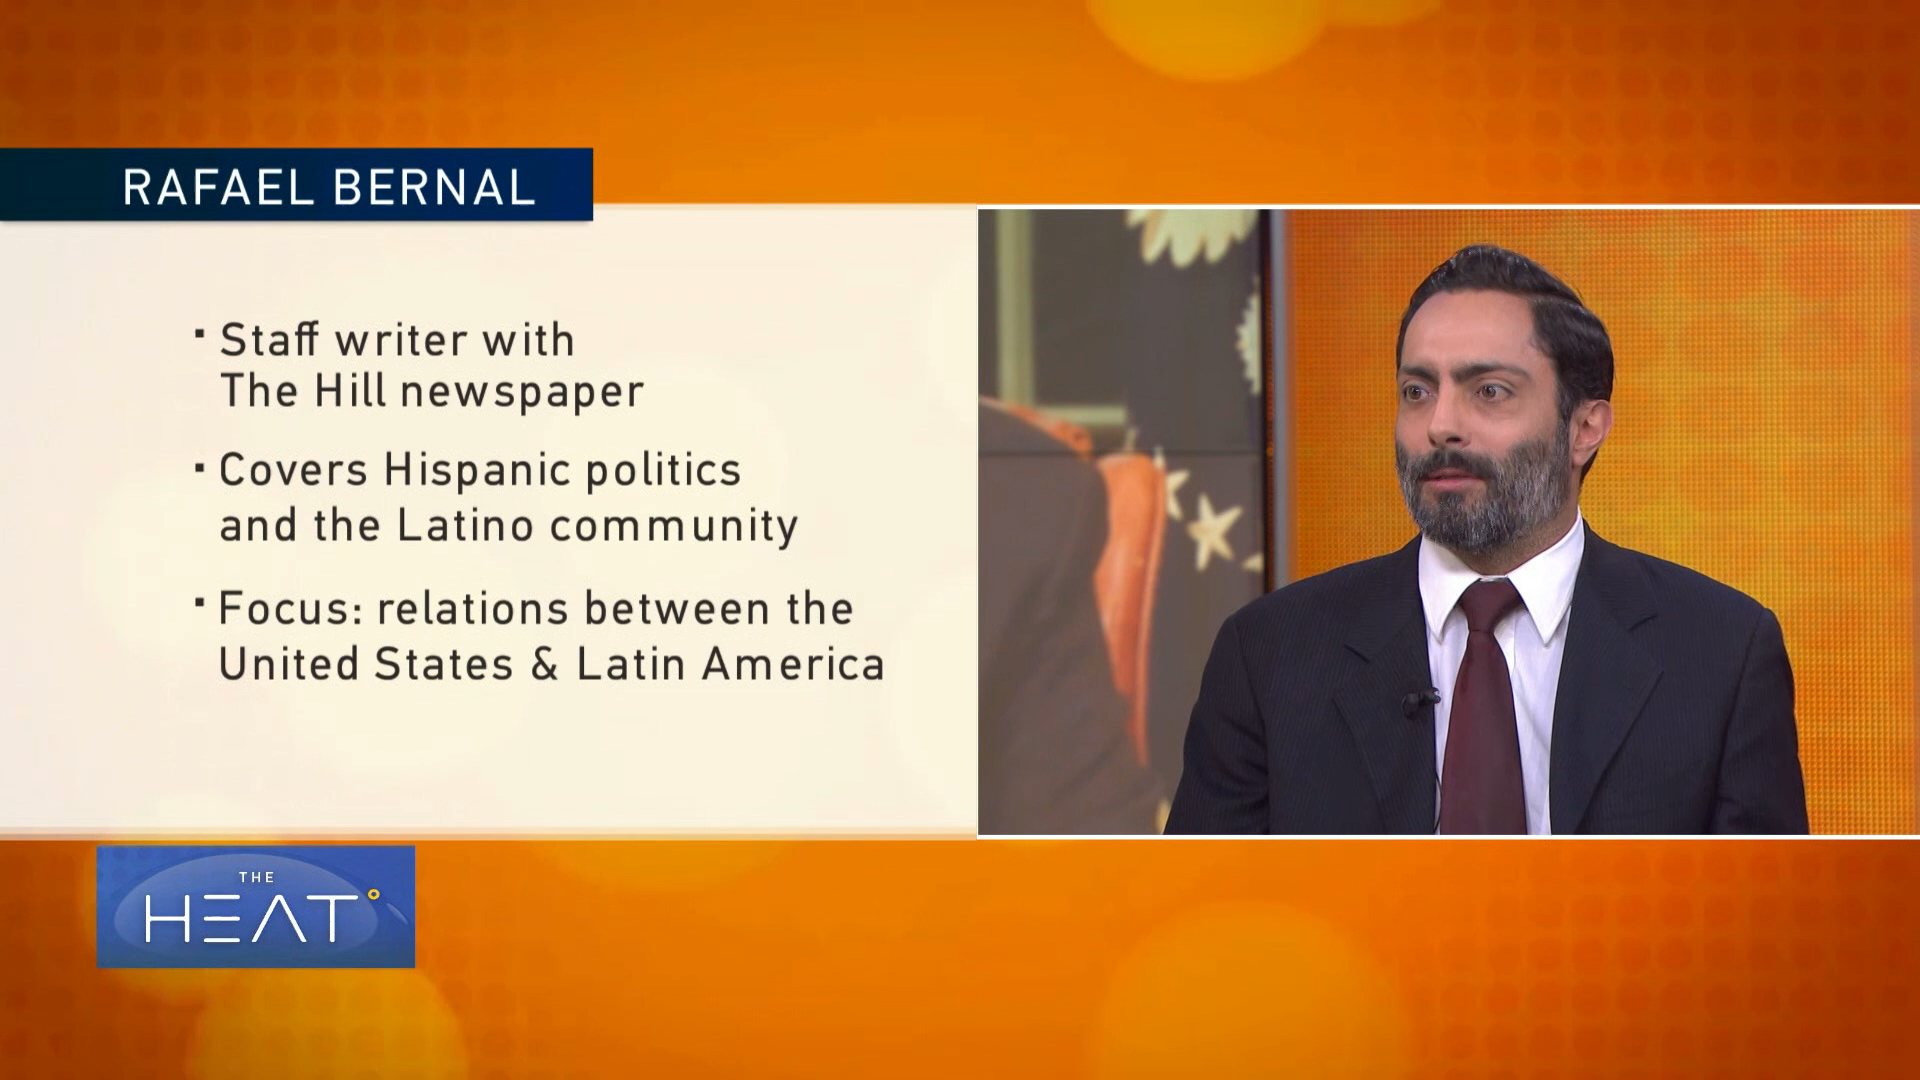 RAFAEL BERNAL
▪ Staff writer with
The Hill newspaper
▪ Covers Hispanic politics
and the Latino community
▪ Focus: relations between the
United States & Latin America
THE
HEAT°